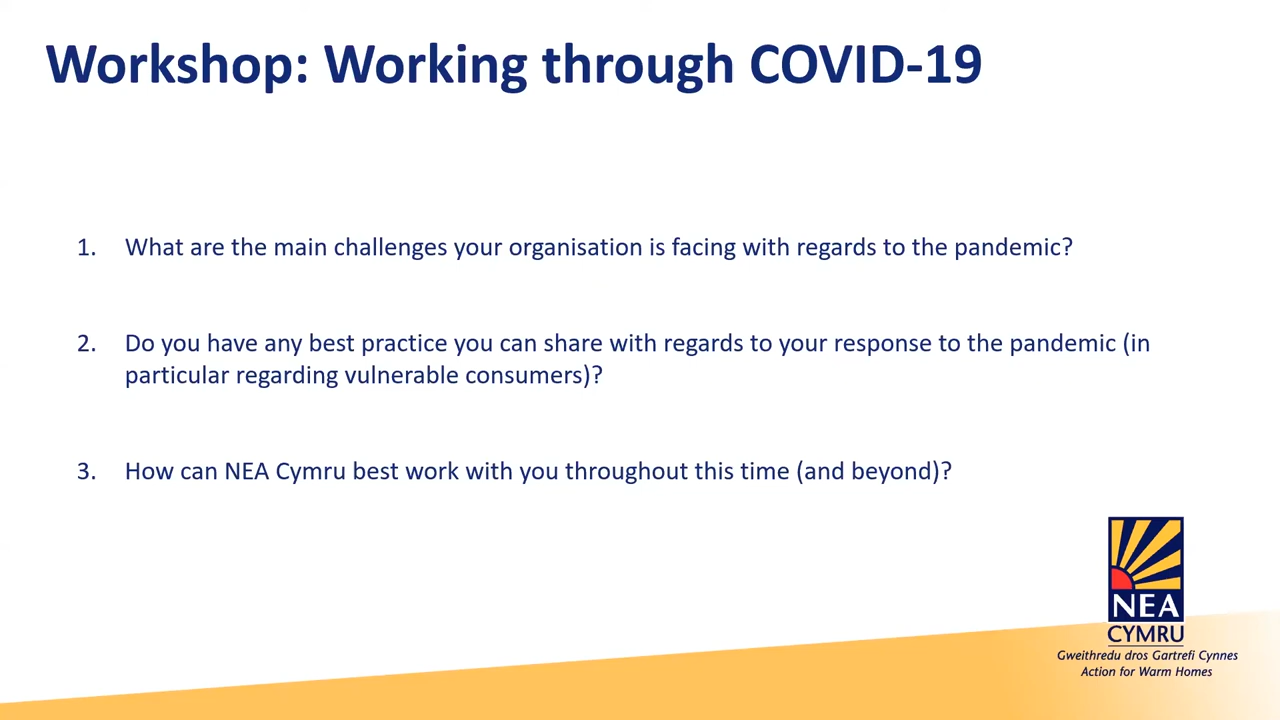 Workshop: Working through COVID-19
1. What are the main challenges your organisation is facing with regards to the pandemic?
2. Do you have any best practice you can share with regards to your response to the pandemic (in
particular regarding vulnerable consumers)?
3. How can NEA Cymru best work with you throughout this time (and beyond)?
NEA
CYMRU
Gweithredu dros Gartrefi Cynnes
Action for Warm Homes